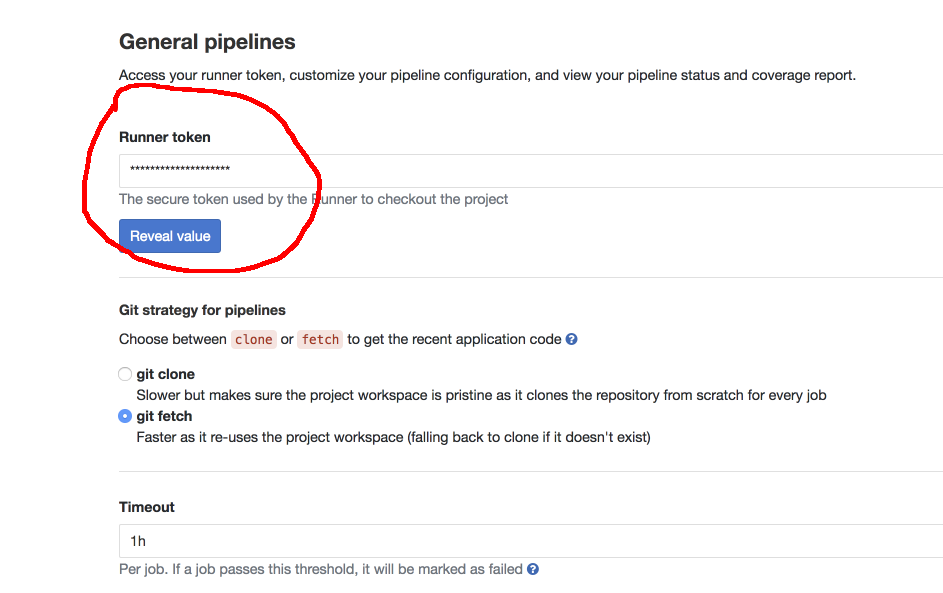 General pipelines
Access your runner token, customize your pipeline configuration, and view your pipeline status and coverage report.
Runner token
********************
The secure token used by the Runner to checkout the project
Reveal value
Git strategy for pipelines
Choose between clone or fetch to get the recent application code ?
git clone
Slower but makes sure the project workspace is pristine as it clones the repository from scratch for every job
git fetch
Faster as it re-uses the project workspace (falling back to clone if it doesn't exist)
Timeout
1h
Per job. If a job passes this threshold, it will be marked as failed ?